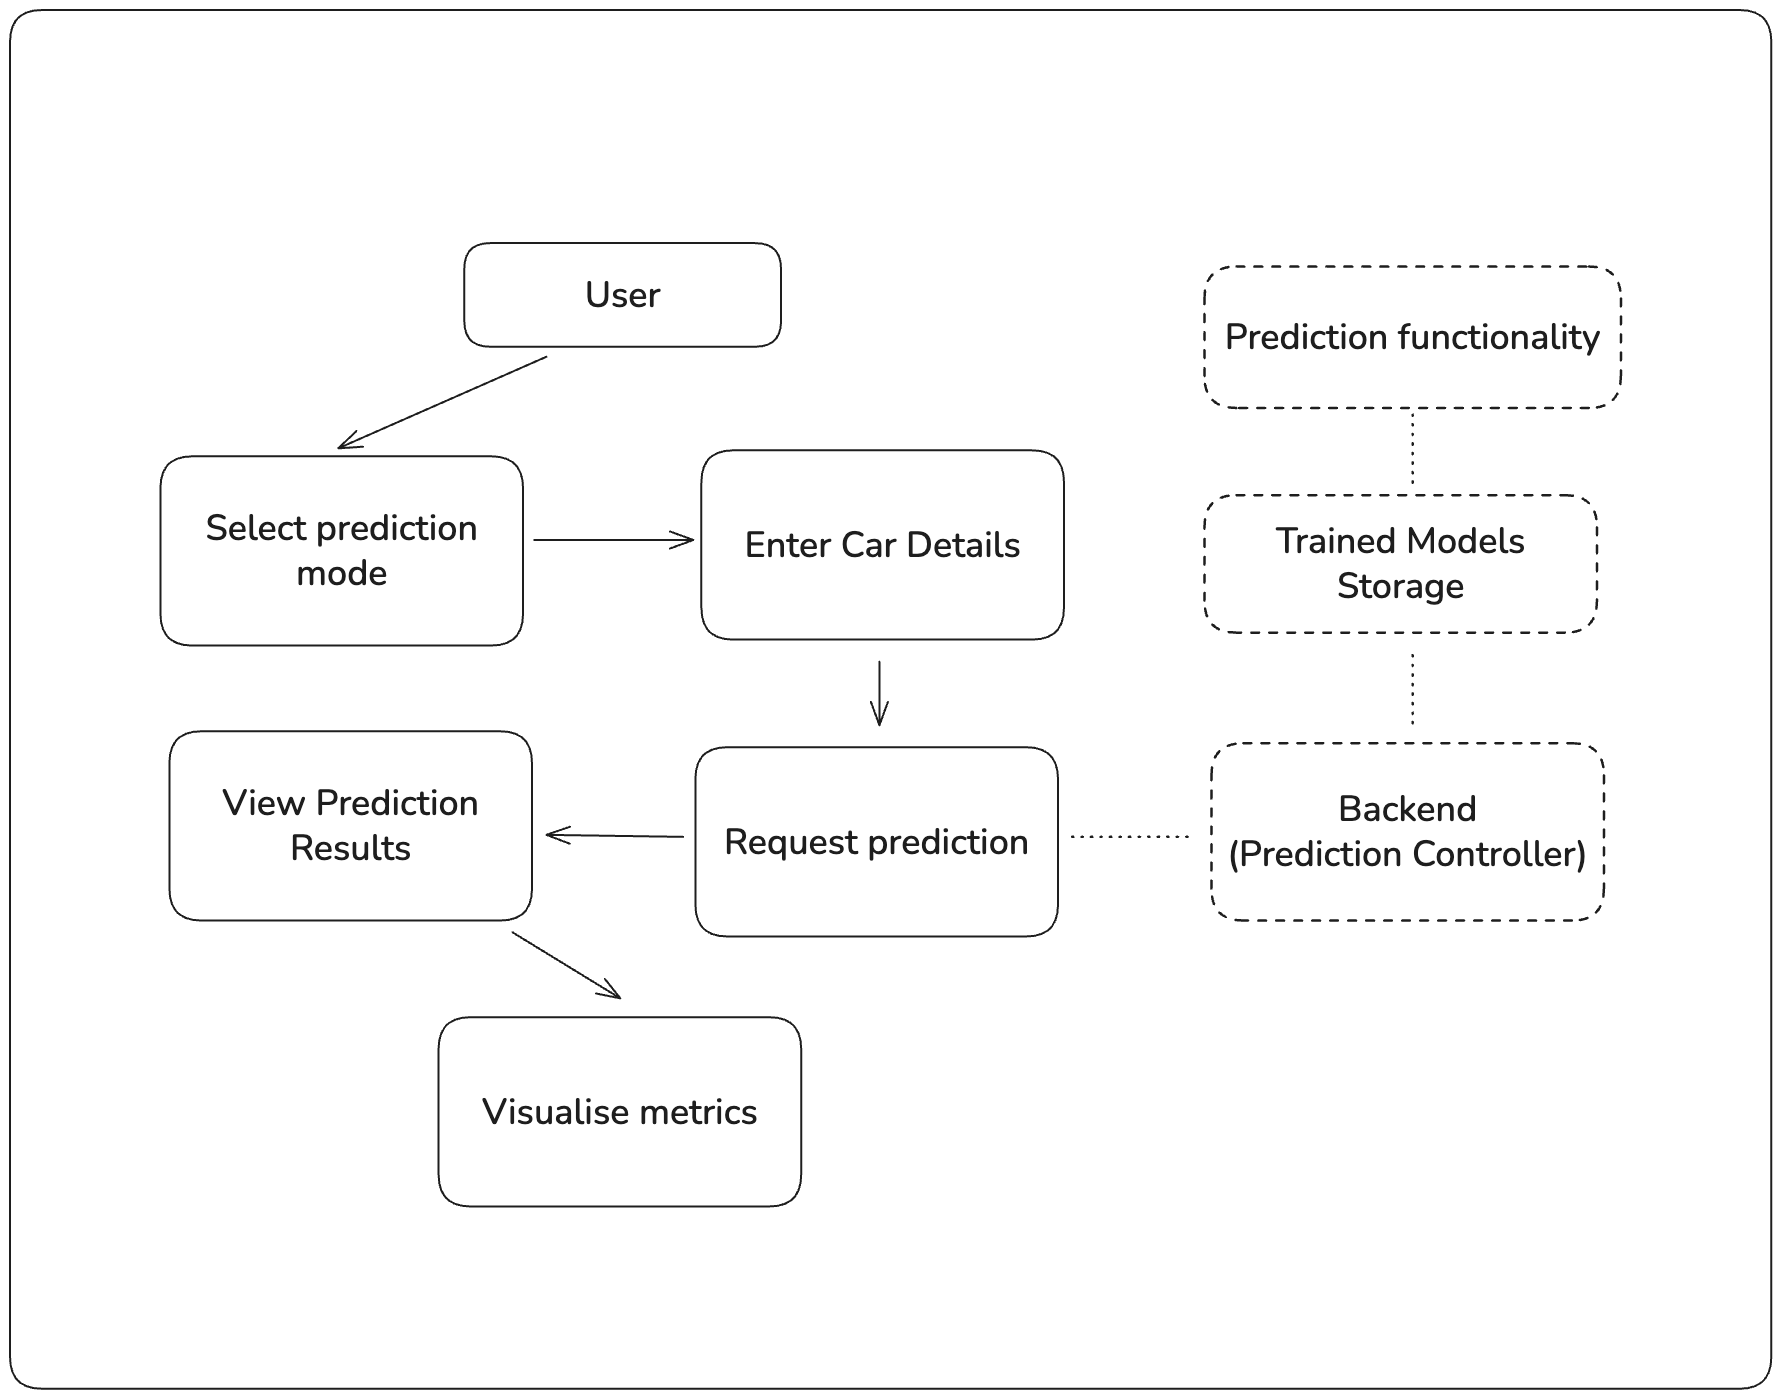 User
Prediction functionality
Select prediction
mode
Enter Car Details
Trained Models
Storage
View Prediction
Results
Request prediction
Backend
(Prediction Controller)
Visualise metrics